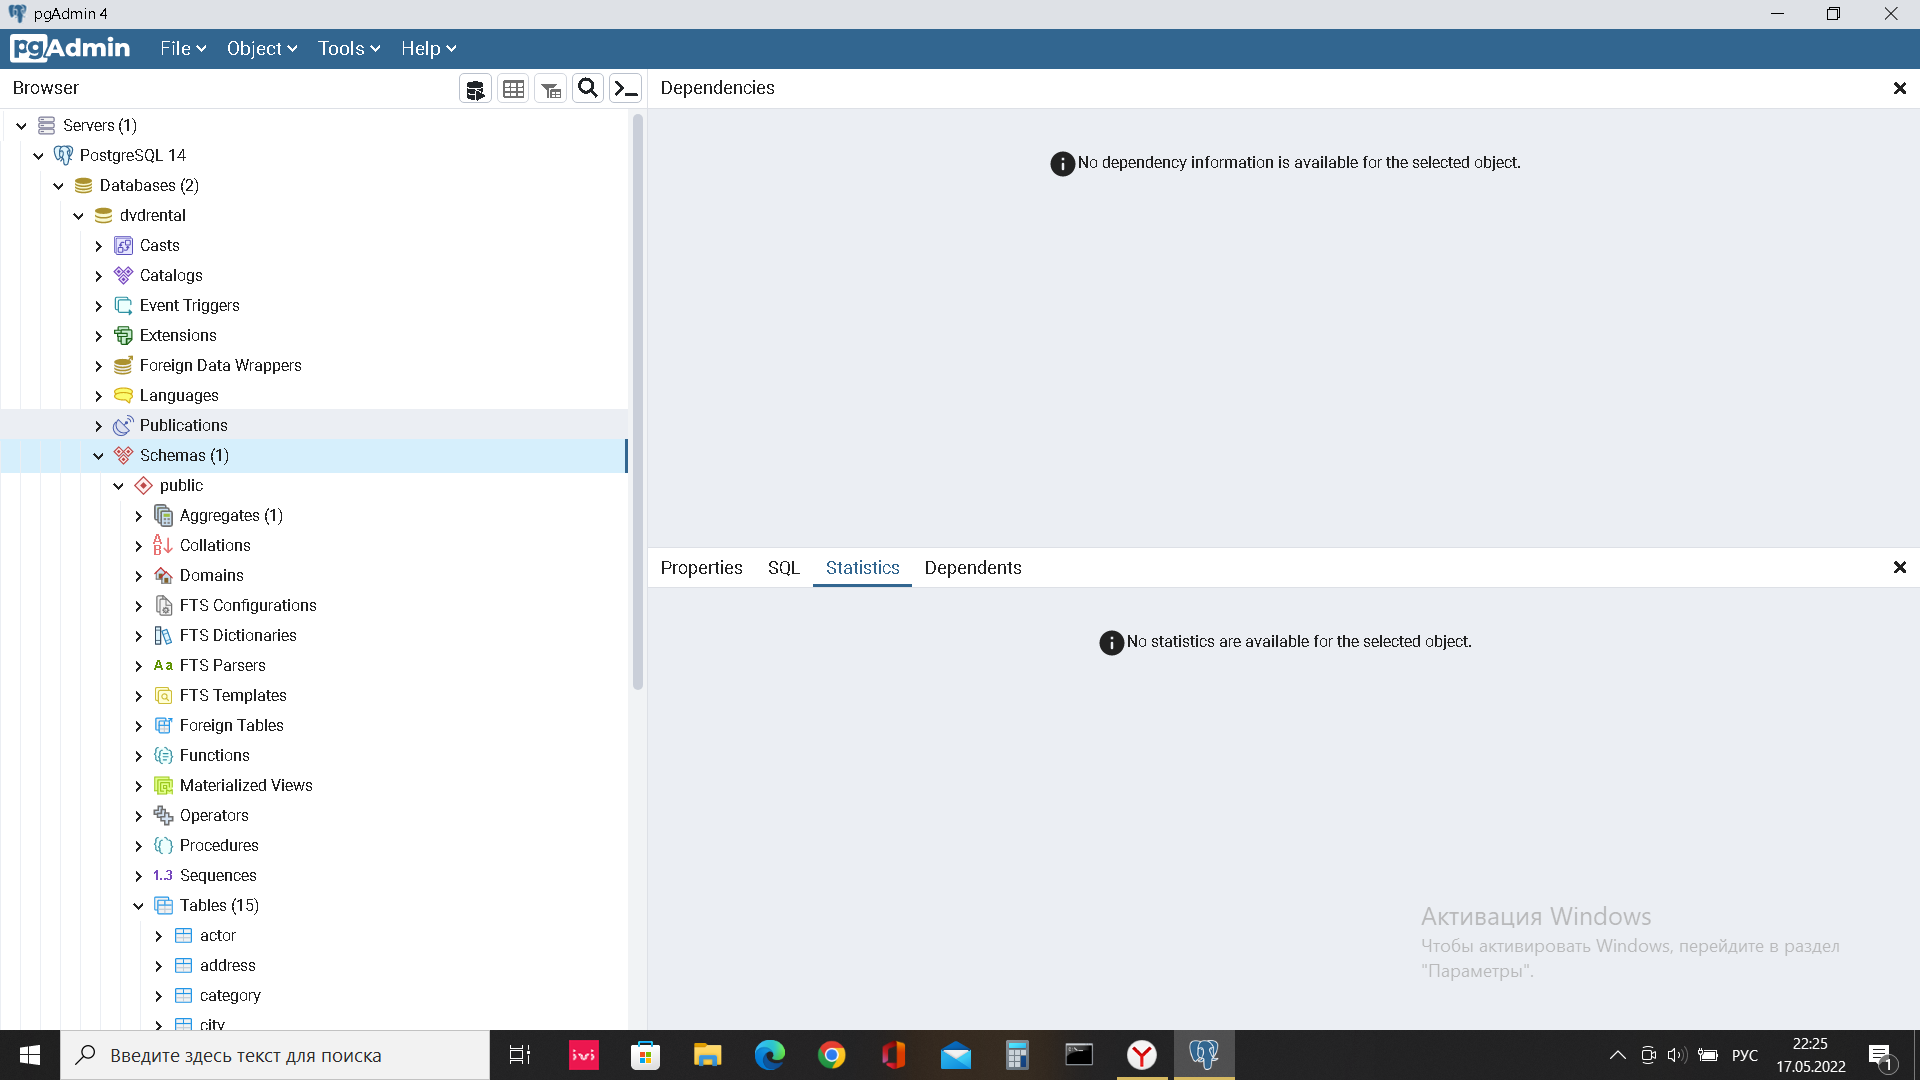 pgAdmin 4
pgAdmin File Object Tools Help
Browser
Dependencies
Servers (1)
PostgreSQL 14
Databases (2)
dvdrental
Casts
Catalogs
Event Triggers
Extensions
Foreign Data Wrappers
Languages
Publications
Schemas (1)
public
Aggregates (1)
Collations
Domains
FTS Configurations
FTS Dictionaries
Aa FTS Parsers
FTS Templates
Foreign Tables
Functions
Materialized Views
Operators
Procedures
1..3 Sequences
Tables (15)
actor
address
category
city
No dependency information is available for the selected object.
Properties SQL Statistics Dependents
No statistics are available for the selected object.
Активация Windows
Чтобы активировать Windows, перейдите в раздел
"Параметры".
Введите здесь текст для поиска
ivi
РУС
22:25
17.05.2022
1